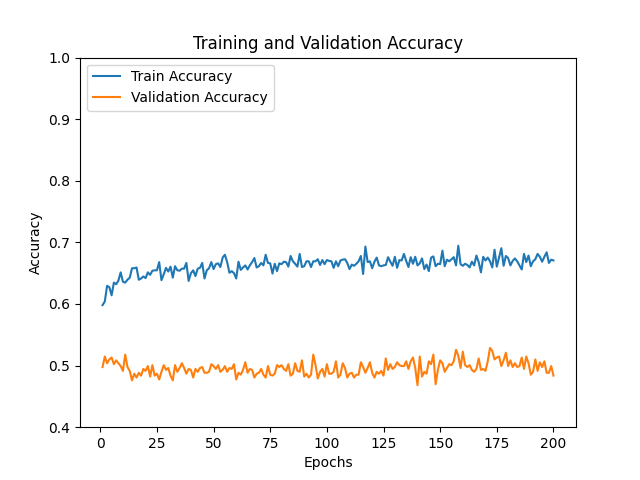 Training and Validation Accuracy
Train Accuracy
Validation Accuracy
1.0
0.9
0.8
0.7
0.6
0.5
0.4
Accuracy
0 25 50 75 100 125 150 175 200
Epochs